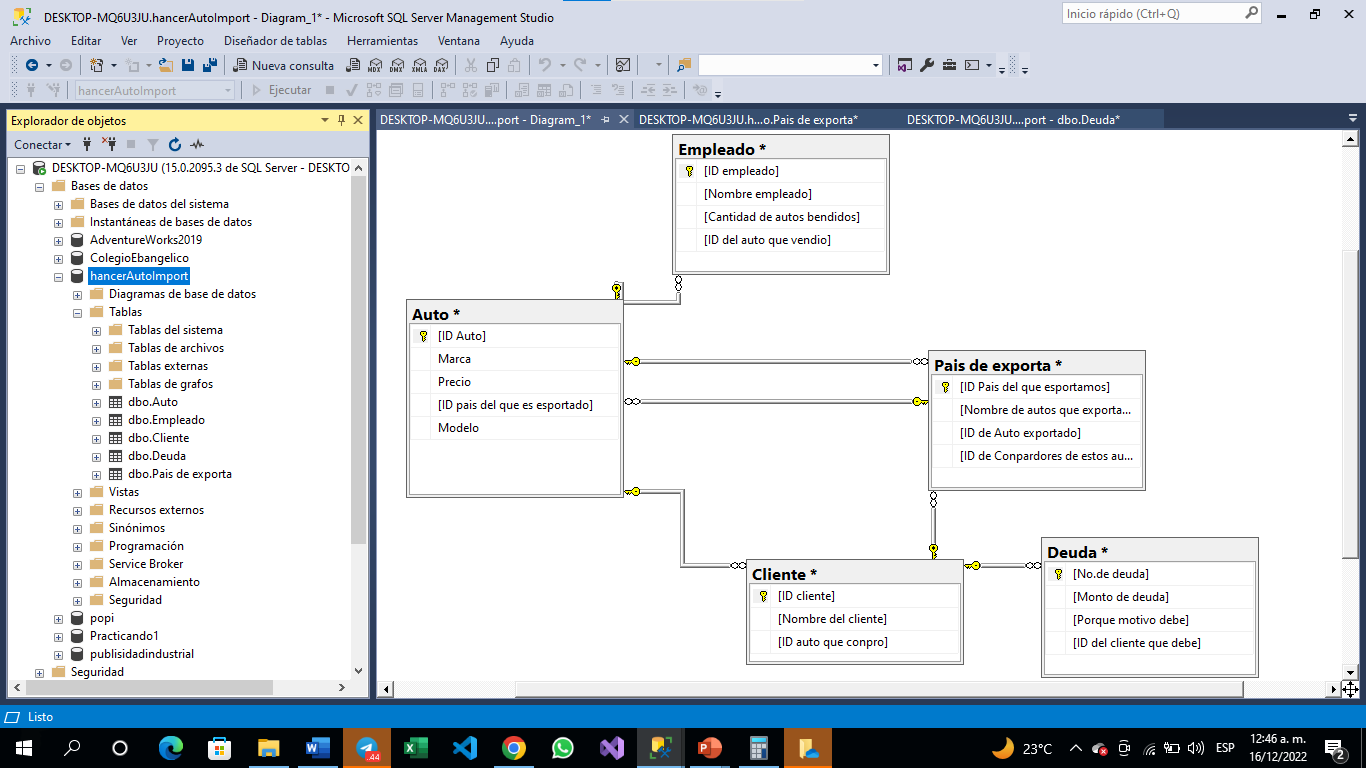 DESKTOP-MQ6U3JU.hancerAutoImport - Diagram_1* - Microsoft SQL Server Management Studio
Inicio rápido (Ctrl+Q)
Archivo Editar Ver Proyecto Diseñador de tablas Herramientas Ventana Ayuda
Nueva consulta MDX DMX XMLA DAX
hancerAutoImport Ejecutar
Explorador de objetos
DESKTOP-MQ6U3JU....port - Diagram_1* DESKTOP-MQ6U3JU.h...o.Pais de exporta* DESKTOP-MQ6U3JU....port - dbo.Deuda*
Conectar
DESKTOP-MQ6U3JU (15.0.2095.3 de SQL Server - DESKTO
Bases de datos
Bases de datos del sistema
Instantáneas de bases de datos
AdventureWorks2019
ColegioEbangelico
hancerAutoImport
Diagramas de base de datos
Tablas
Tablas del sistema
Tablas de archivos
Tablas externas
Tablas de grafos
dbo.Auto
dbo.Empleado
dbo.Cliente
dbo.Deuda
dbo.Pais de exporta
Vistas
Recursos externos
Sinónimos
Programación
Service Broker
Almacenamiento
Seguridad
popi
Practicando1
publisidadindustrial
Seguridad
Empleado *
[ID empleado]
[Nombre empleado]
[Cantidad de autos bendidos]
[ID del auto que vendio]
Auto *
[ID Auto]
Marca
Precio
[ID pais del que es esportado]
Modelo
Pais de exporta *
[ID Pais del que esportamos]
[Nombre de autos que exporta...
[ID de Auto exportado]
[ID de Conpardores de estos au...
Cliente *
[ID cliente]
[Nombre del cliente]
[ID auto que conpro]
Deuda *
[No.de deuda]
[Monto de deuda]
[Porque motivo debe]
[ID del cliente que debe]
Listo
44
23°C
ESP
12:46 a. m.
16/12/2022
2